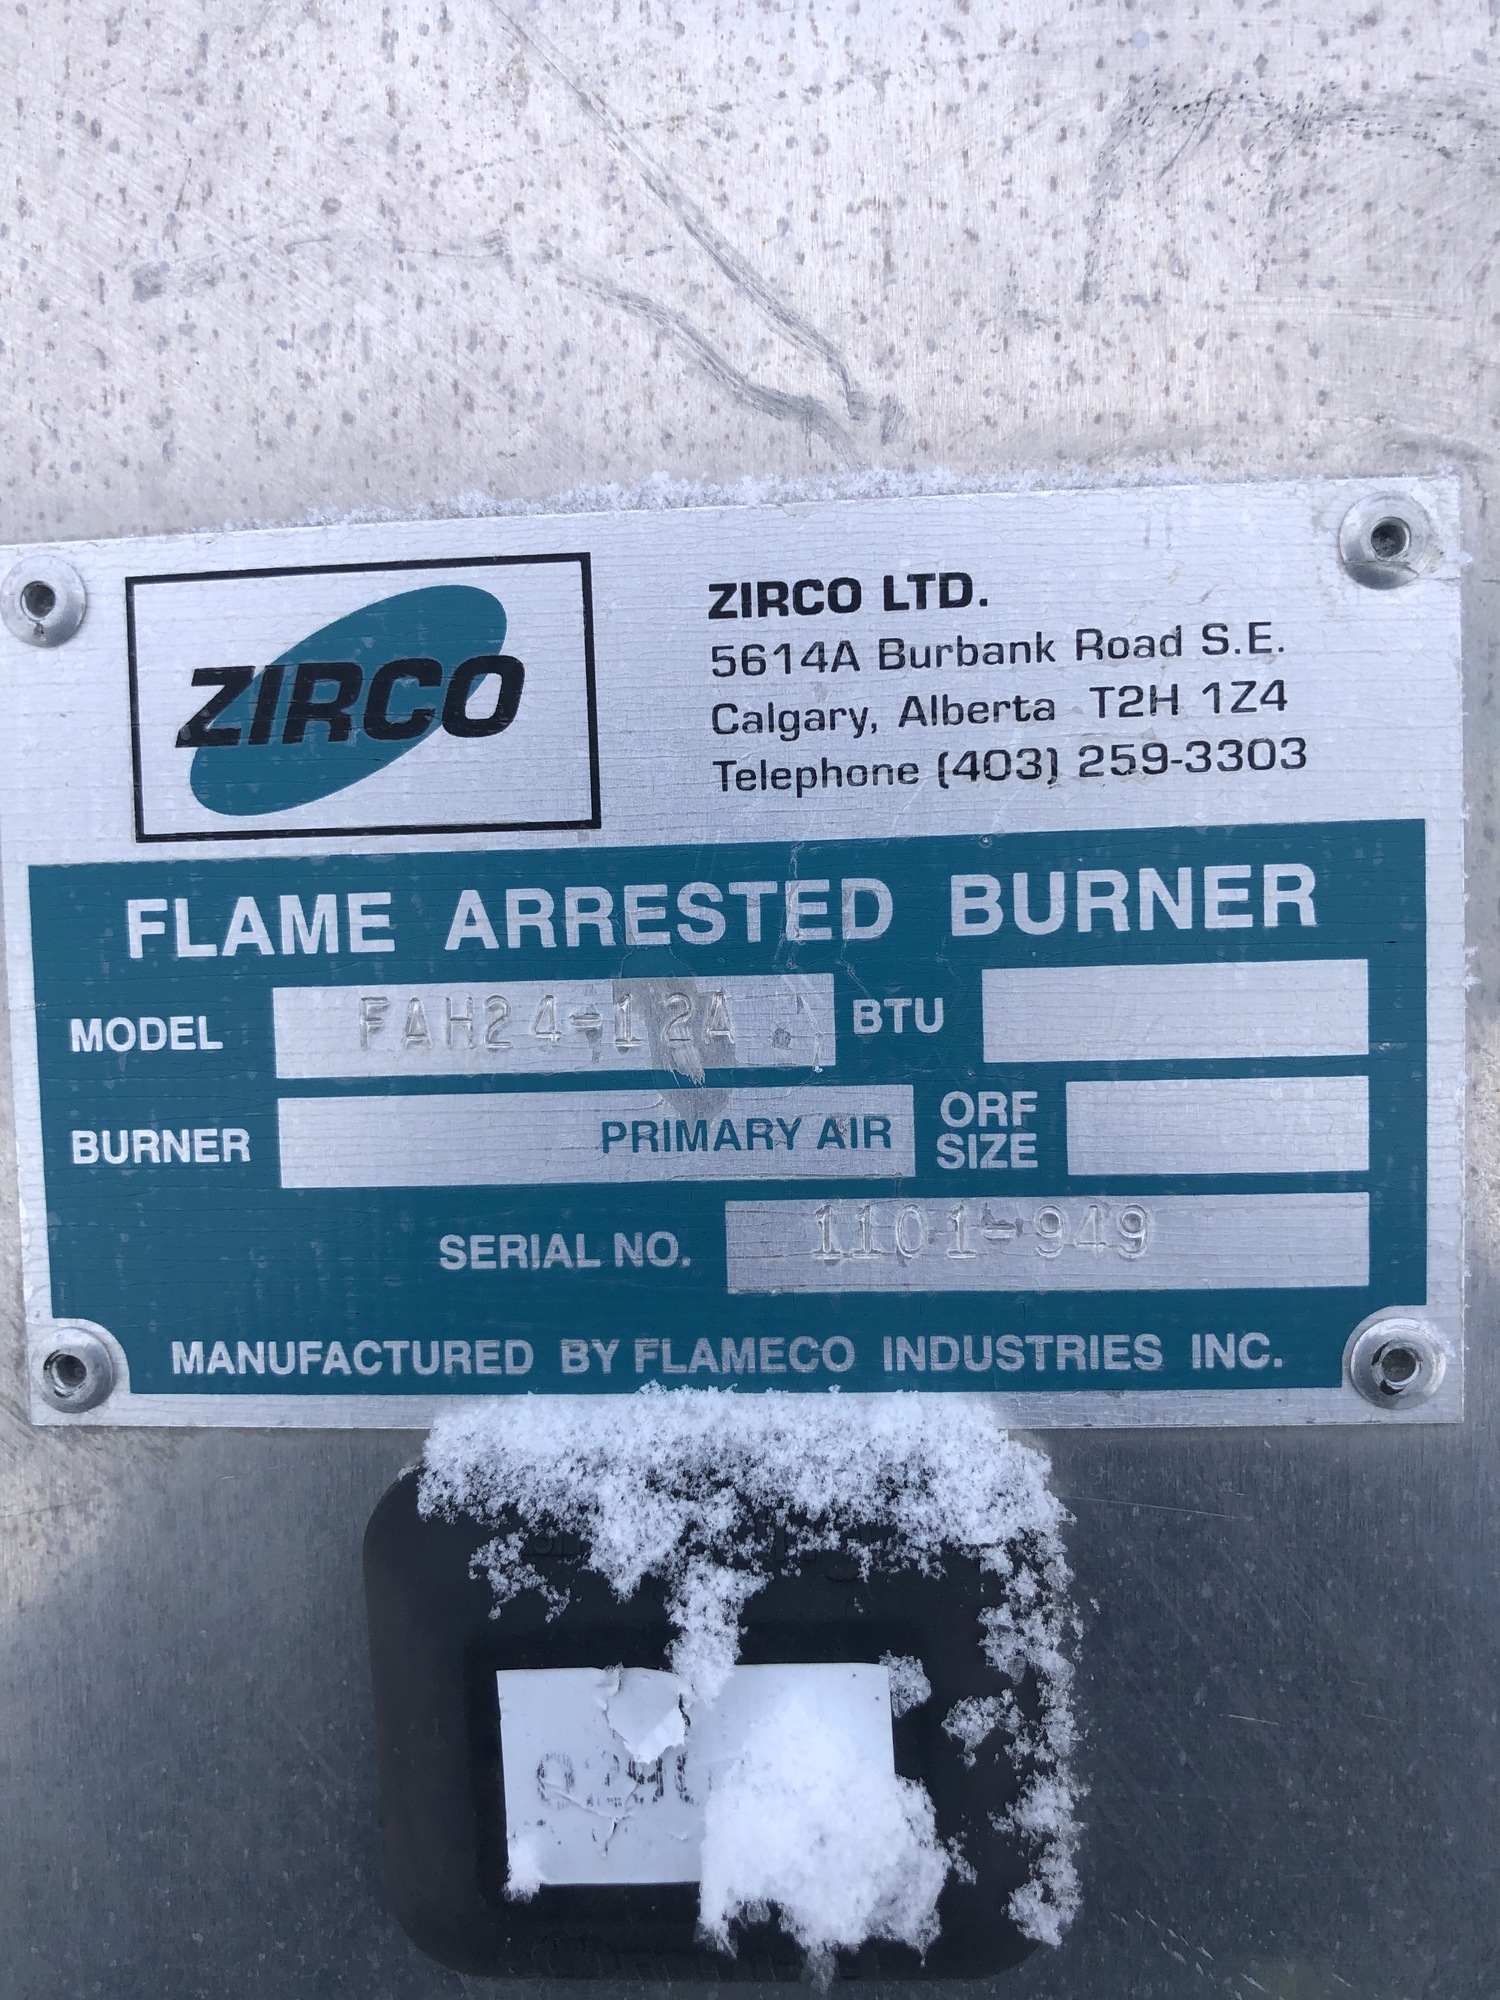 ZIRCO
ZIRCO LTD.
5614A Burbank Road S.E.
Calgary, Alberta T2H 1Z4
Telephone (403) 259-3303
FLAME ARRESTED BURNER
MODEL FAH24-12A BTU
BURNER PRIMARY AIR ORF SIZE
SERIAL NO. 1101-949
MANUFACTURED BY FLAMECO INDUSTRIES INC.